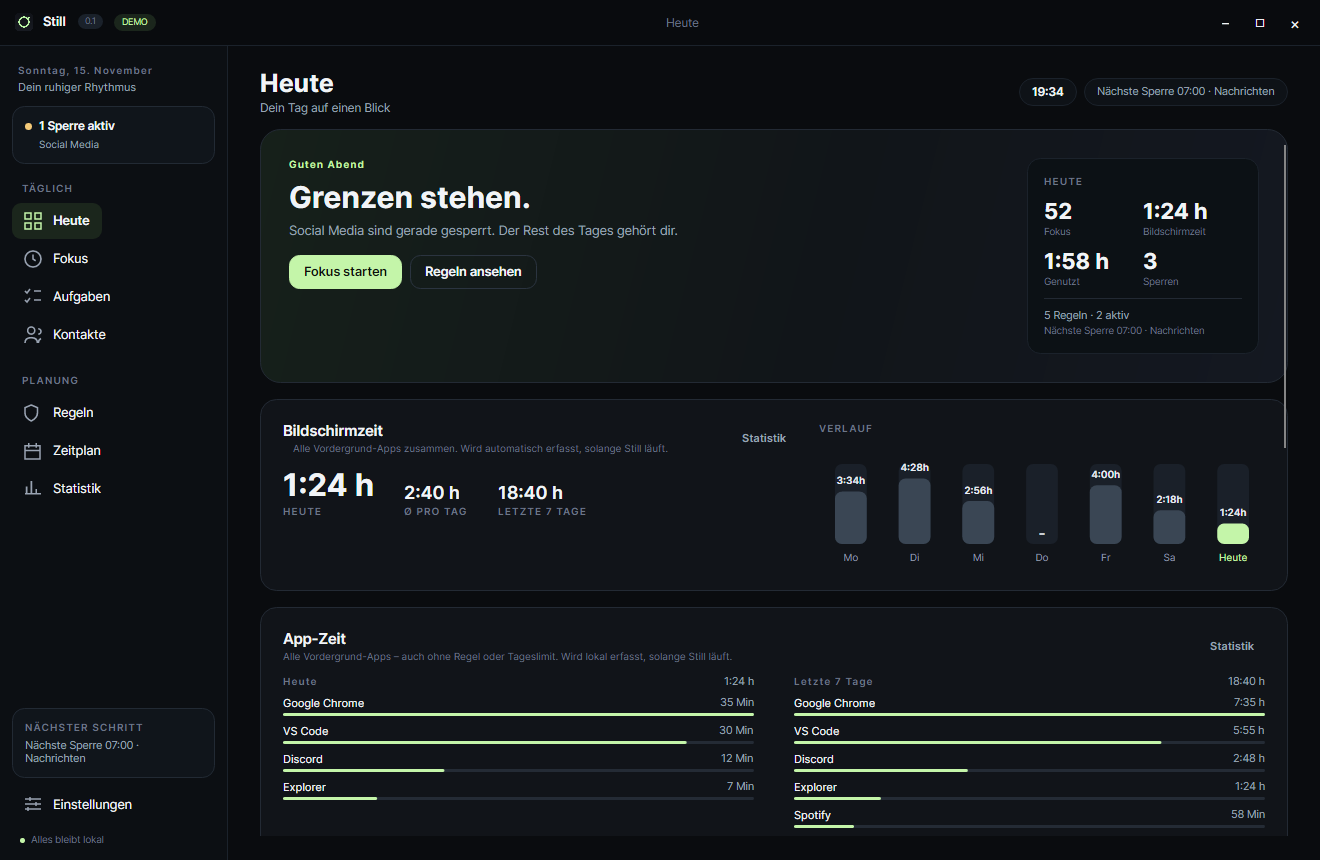 Still 0.1 DEMO
Heute
Sonntag, 15. November
Dein ruhiger Rhythmus
1 Sperre aktiv
Social Media
TÄGLICH
Heute
Fokus
Aufgaben
Kontakte
PLANUNG
Regeln
Zeitplan
Statistik
NÄCHSTER SCHRITT
Nächste Sperre 07:00 ·
Nachrichten
Einstellungen
Alles bleibt lokal
Heute
Dein Tag auf einen Blick
19:34
Nächste Sperre 07:00 · Nachrichten
Guten Abend
Grenzen stehen.
Social Media sind gerade gesperrt. Der Rest des Tages gehört dir.
Fokus starten
Regeln ansehen
HEUTE
52 1:24 h
Fokus Bildschirmzeit
1:58 h 3
Genutzt Sperren
5 Regeln · 2 aktiv
Nächste Sperre 07:00 · Nachrichten
Bildschirmzeit
Alle Vordergrund-Apps zusammen. Wird automatisch erfasst, solange Still läuft.
Statistik
1:24 h 2:40 h 18:40 h
HEUTE Ø PRO TAG LETZTE 7 TAGE
VERLAUF
3:34h 4:28h 2:56h – 4:00h 2:18h 1:24h
Mo Di Mi Do Fr Sa Heute
App-Zeit
Alle Vordergrund-Apps – auch ohne Regel oder Tageslimit. Wird lokal erfasst, solange Still läuft.
Statistik
Heute 1:24 h
Google Chrome 35 Min
VS Code 30 Min
Discord 12 Min
Explorer 7 Min
Letzte 7 Tage 18:40 h
Google Chrome 7:35 h
VS Code 5:55 h
Discord 2:48 h
Explorer 1:24 h
Spotify 58 Min